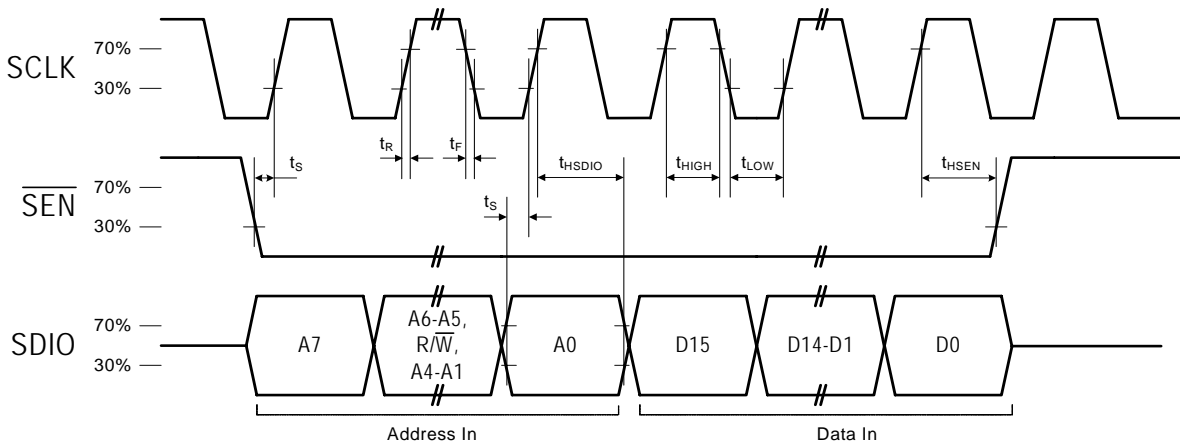 SCLK
70%
30%
tS
tR
tF
tHSDIO
tHIGH
tLOW
tHSEN
SEN
70%
30%
tS
SDIO
70%
30%
A7
A6-A5,
R/W,
A4-A1
A0
D15
D14-D1
D0
Address In
Data In